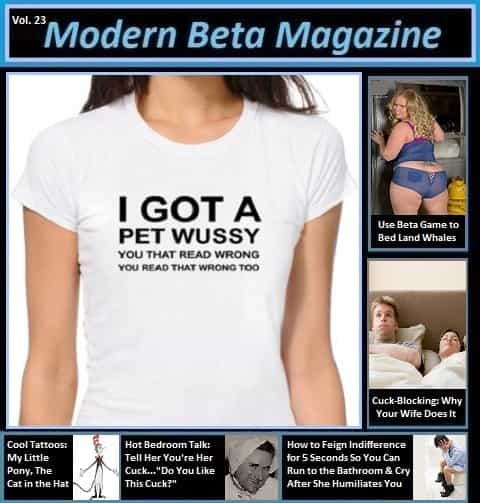 Vol. 23
Modern Beta Magazine
I GOT A
PET WUSSY
YOU THAT READ WRONG
YOU READ THAT WRONG TOO
Use Beta Game to
Bed Land Whales
Cuck-Blocking: Why
Your Wife Does It
Cool Tattoos:
My Little
Pony, The
Cat in the Hat
Hot Bedroom Talk:
Tell Her You're Her
Cuck..."Do You Like
This Cuck?"
How to Feign Indifference
for 5 Seconds So You Can
Run to the Bathroom & Cry
After She Humiliates You